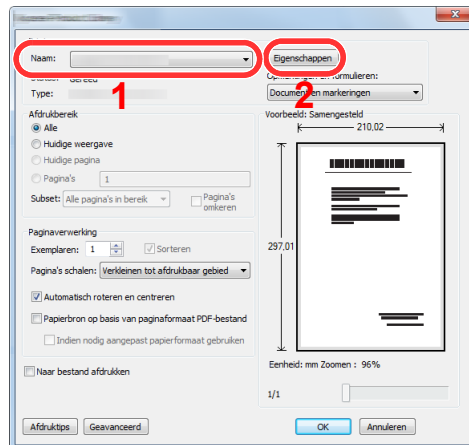 Naam:
Eigenschappen
1
2
Status: Gereed
Opmerkingen en formulieren:
Type:
Document en markeringen
Afdrukbereik
Alle
Huidige weergave
Huidige pagina
Pagina's
1
Subset: Alle pagina's in bereik
Pagina's
omkeren
Voorbeeld: Samengesteld
210,02
297,01
Paginaverwerking
Exemplaren: 1
Sorteren
Pagina's schalen: Verkleinen tot afdrukbaar gebied
Automatisch roteren en centreren
Papierbron op basis van paginaformaat PDF-bestand
Indien nodig aangepast papierformaat gebruiken
Naar bestand afdrukken
Eenheid: mm Zoomen : 96%
1/1
Afdruktips
Geavanceerd
OK
Annuleren